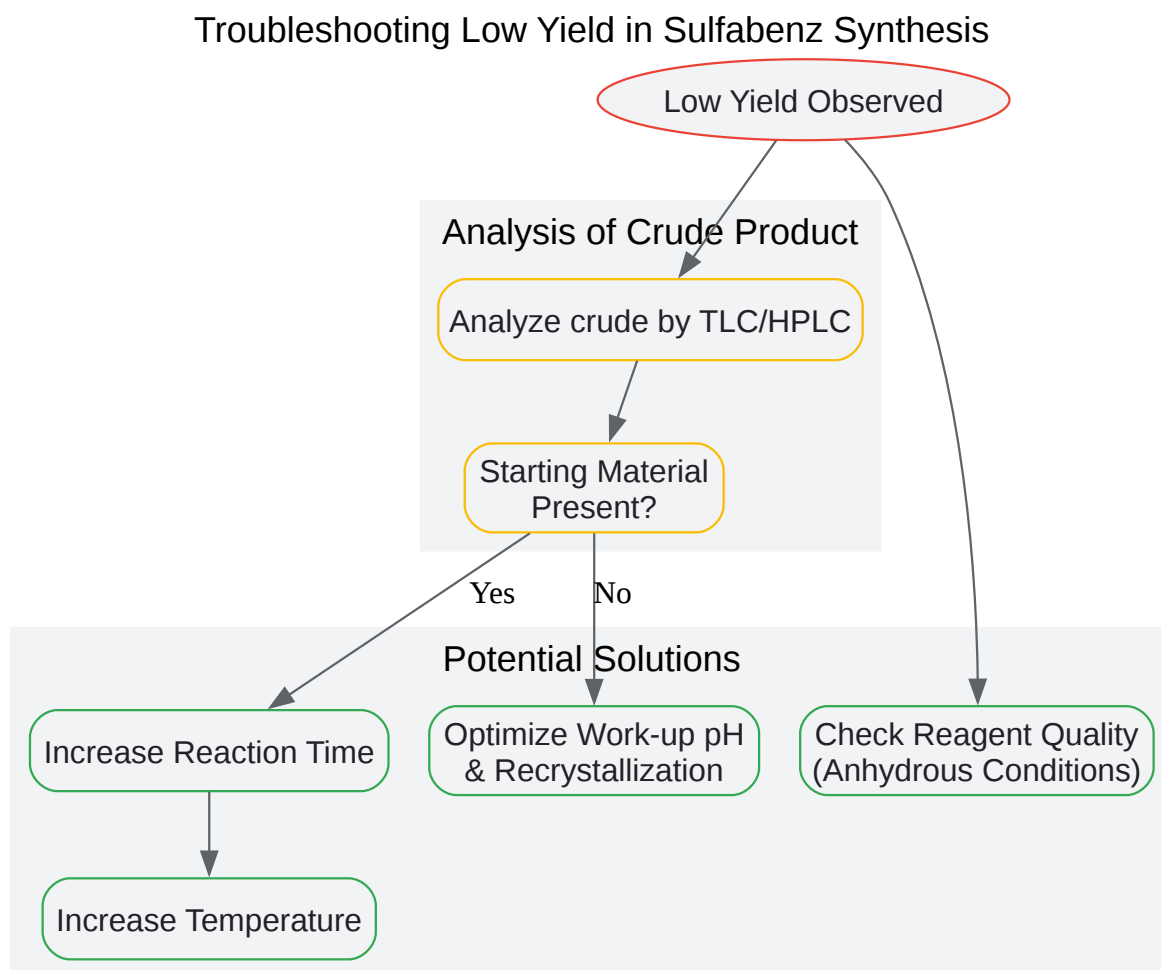 Troubleshooting Low Yield in Sulfabenz Synthesis
Low Yield Observed
Analysis of Crude Product
Analyze crude by TLC/HPLC
Starting Material
Present?
Yes
No
Potential Solutions
Increase Reaction Time
Optimize Work-up pH
& Recrystallization
Check Reagent Quality
(Anhydrous Conditions)
Increase Temperature